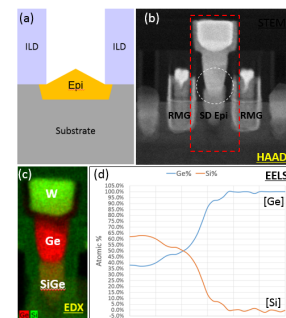 (a)
ILD
ILD
Epi
Substrate
(b)
STEM
RMG
SD Epi
RMG
HAAD
(c)
W
Ge
SiGe
EDX
(d)
Ge%
Si%
EELS
Atomic %
105.0%
100.0%
95.0%
90.0%
85.0%
80.0%
75.0%
70.0%
65.0%
60.0%
55.0%
50.0%
45.0%
40.0%
35.0%
30.0%
25.0%
20.0%
15.0%
10.0%
5.0%
0.0%
-5.0%
[Ge]
[Si]